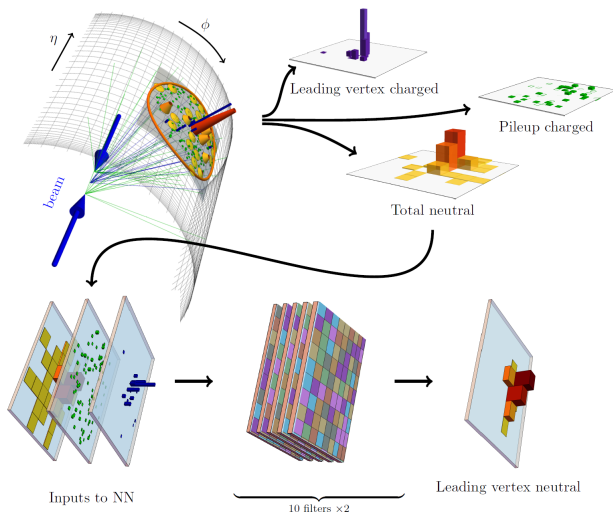 η
ϕ
Leading vertex charged
Pileup charged
beam
Total neutral
Inputs to NN
10 filters ×2
Leading vertex neutral